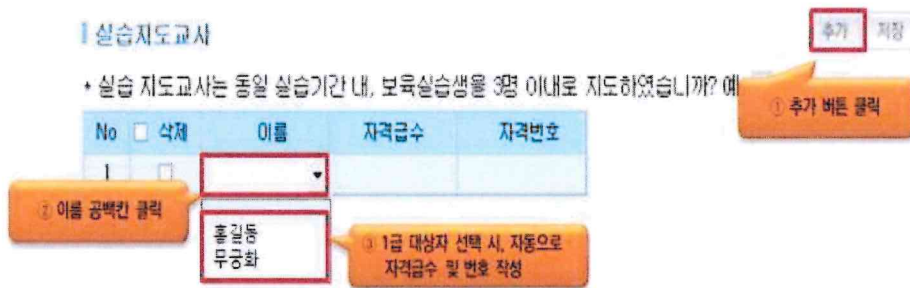 실습지도교사
추가 저장
* 실습 지도교사는 동일 실습기간 내, 보육실습생을 3명 이내로 지도하였습니까? 예
① 추가 버튼 클릭
No 삭제 이름 자격급수 자격번호
1
② 이름 공백칸 클릭
홍길동
무궁화
③ 1급 대상자 선택 시, 자동으로
자격급수 및 번호 작성